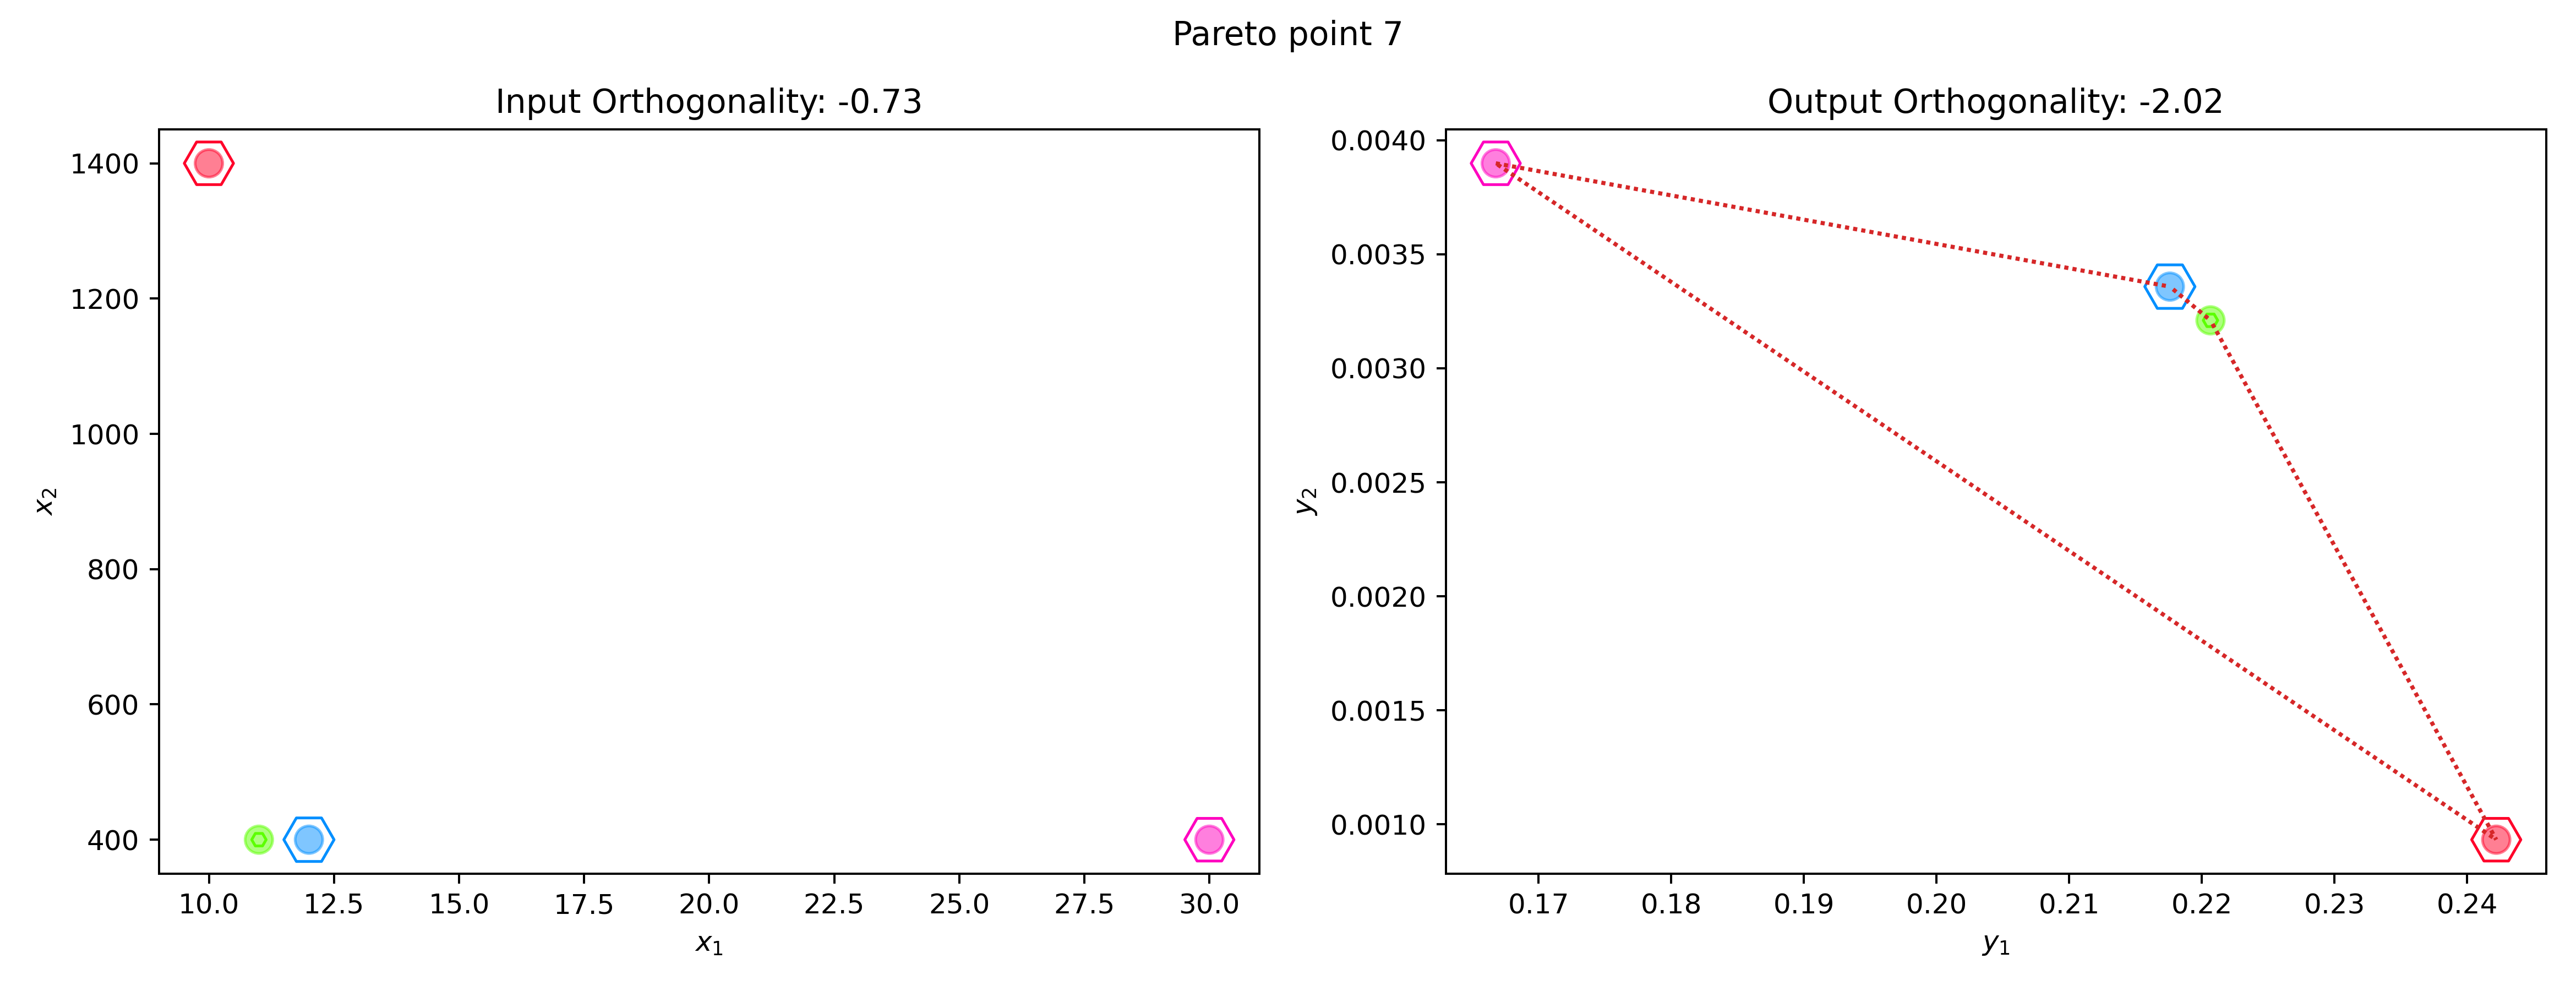 Pareto point 7
Input Orthogonality: -0.73
1400
1200
1000
800
600
400
x₂
10.0 12.5 15.0 17.5 20.0 22.5 25.0 27.5 30.0
x₁
Output Orthogonality: -2.02
0.0040
0.0035
0.0030
0.0025
0.0020
0.0015
0.0010
y₂
0.17 0.18 0.19 0.20 0.21 0.22 0.23 0.24
y₁